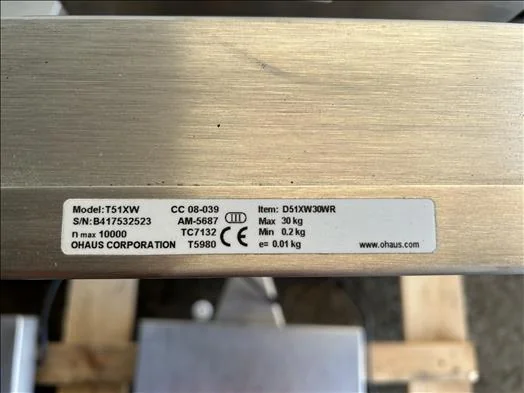 Model:T51XW CC 08-039 Item: D51XW30WR
S/N:B417532523 AM-5687 III Max 30 kg
n max 10000 TC7132 CE Min 0.2 kg
OHAUS CORPORATION T5980 e= 0.01 kg www.ohaus.com